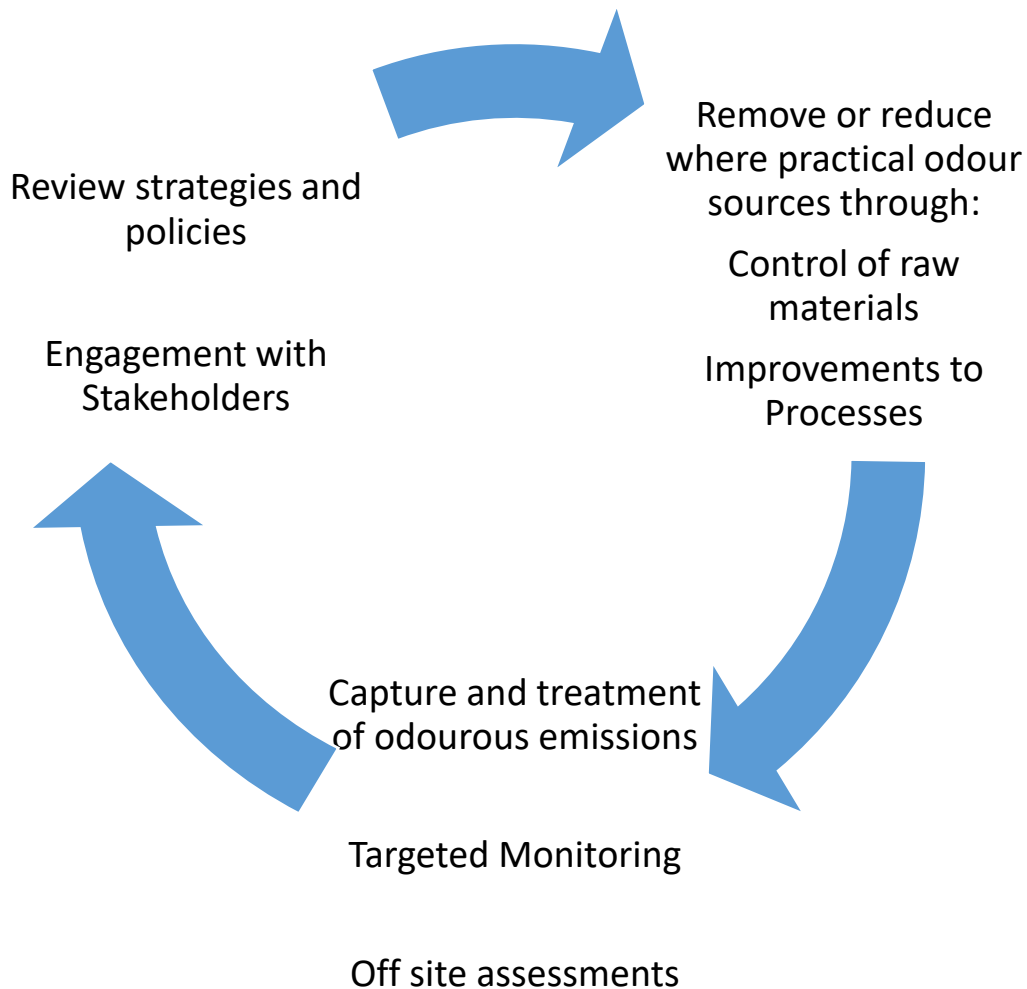 Review strategies and
policies
Engagement with
Stakeholders
Remove or reduce
where practical odour
sources through:
Control of raw
materials
Improvements to
Processes
Capture and treatment
of odourous emissions
Targeted Monitoring
Off site assessments